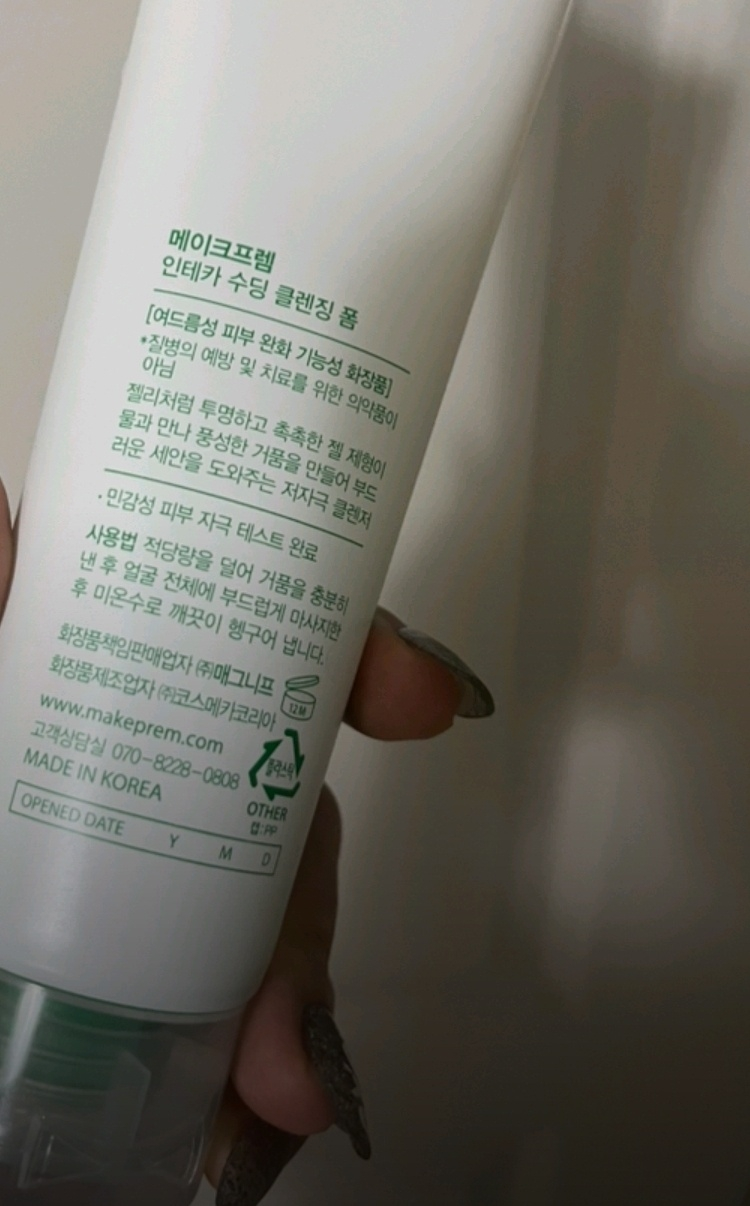 메이크프렘
인테카 수딩 클렌징 폼
[여드름성 피부 완화 기능성 화장품]
*질병의 예방 및 치료를 위한 의약품이
아님
젤리처럼 투명하고 촉촉한 젤 제형이
물과 만나 풍성한 거품을 만들어 부드
러운 세안을 도와주는 저자극 클렌저
· 민감성 피부 자극 테스트 완료
사용법 적당량을 덜어 거품을 충분히
낸 후 얼굴 전체에 부드럽게 마사지한
후 미온수로 깨끗이 헹구어 냅니다.
화장품책임판매업자 ㈜매그니프
화장품제조업자 ㈜코스메카코리아
12M
www.makeprem.com
고객상담실 070-8228-0808
플라스틱
MADE IN KOREA
OTHER
캡:PP
OPENED DATE Y M D